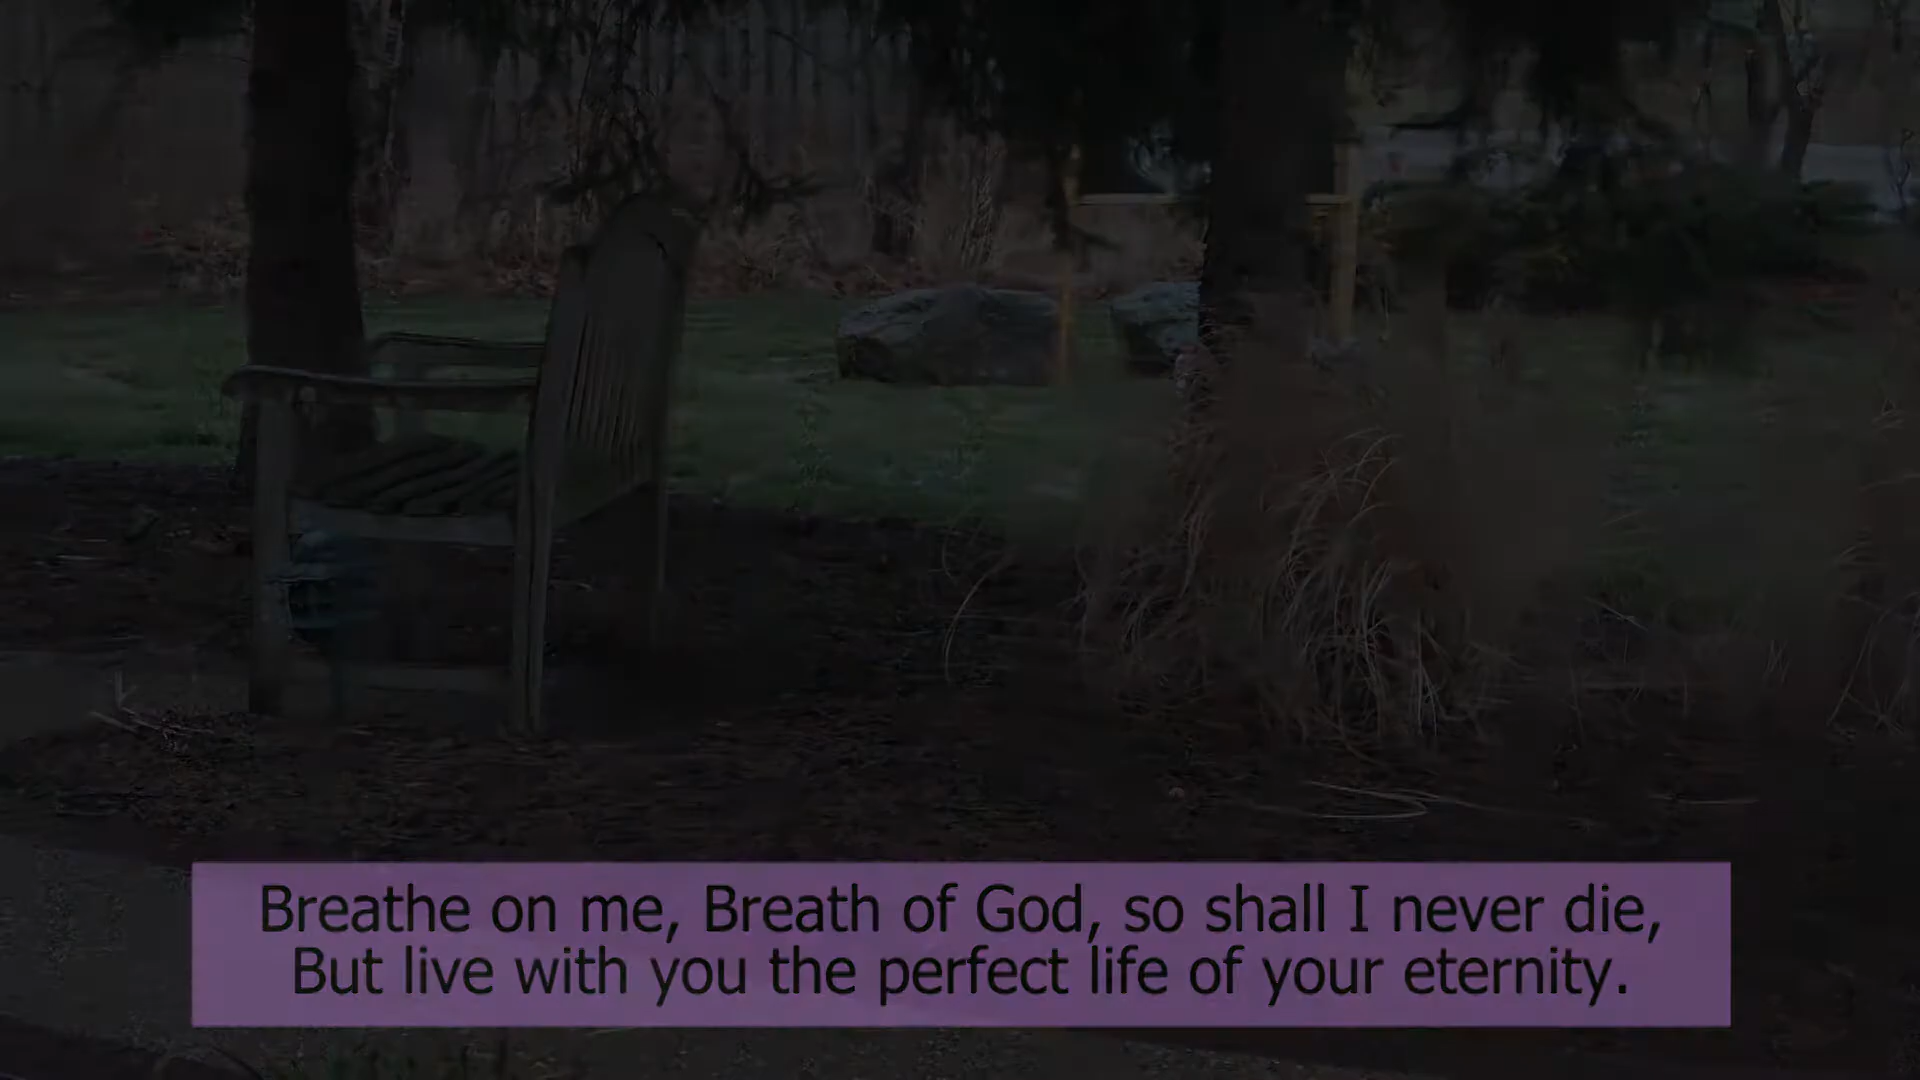 Breathe on me, Breath of God, so shall I never die,
But live with you the perfect life of your eternity.